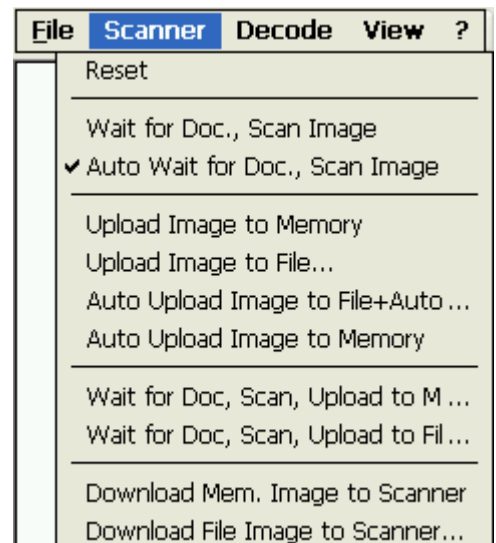 File Scanner Decode View ?
Reset
Wait for Doc., Scan Image
Auto Wait for Doc., Scan Image
Upload Image to Memory
Upload Image to File...
Auto Upload Image to File+Auto ...
Auto Upload Image to Memory
Wait for Doc, Scan, Upload to M ...
Wait for Doc, Scan, Upload to Fil ...
Download Mem. Image to Scanner
Download File Image to Scanner...